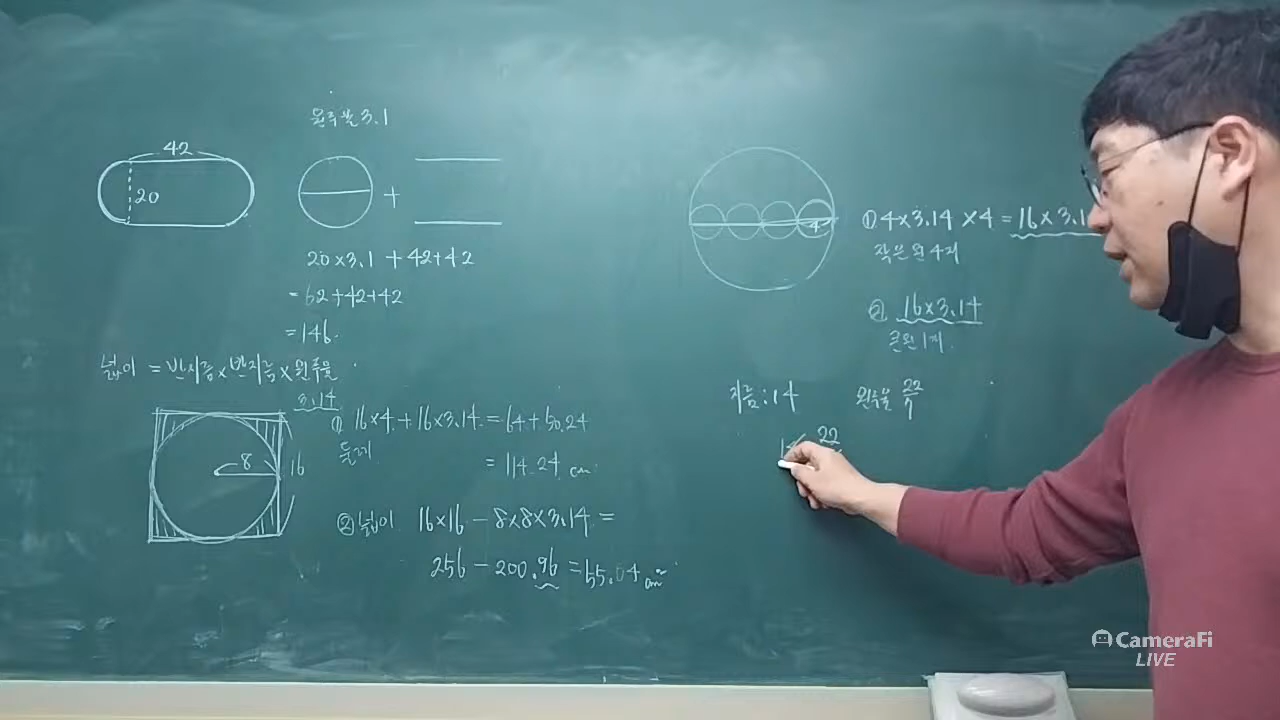 원주율 3.1
42
20
+
20×3.1+42+42
=62+42+42
=146.
넓이=반지름×반지름×원주율
3.14
8
16
① 16×4+16×3.14=64+50.24
둘레
=114.24 cm
②넓이 16×16-8×8×3.14=
256-200.96=55.04 cm²
4
① 4×3.14×4=16×3.1
작은원4개
② 16×3.14
큰원1개.
지름:14 원주율 22/7
22
CameraFi
LIVE